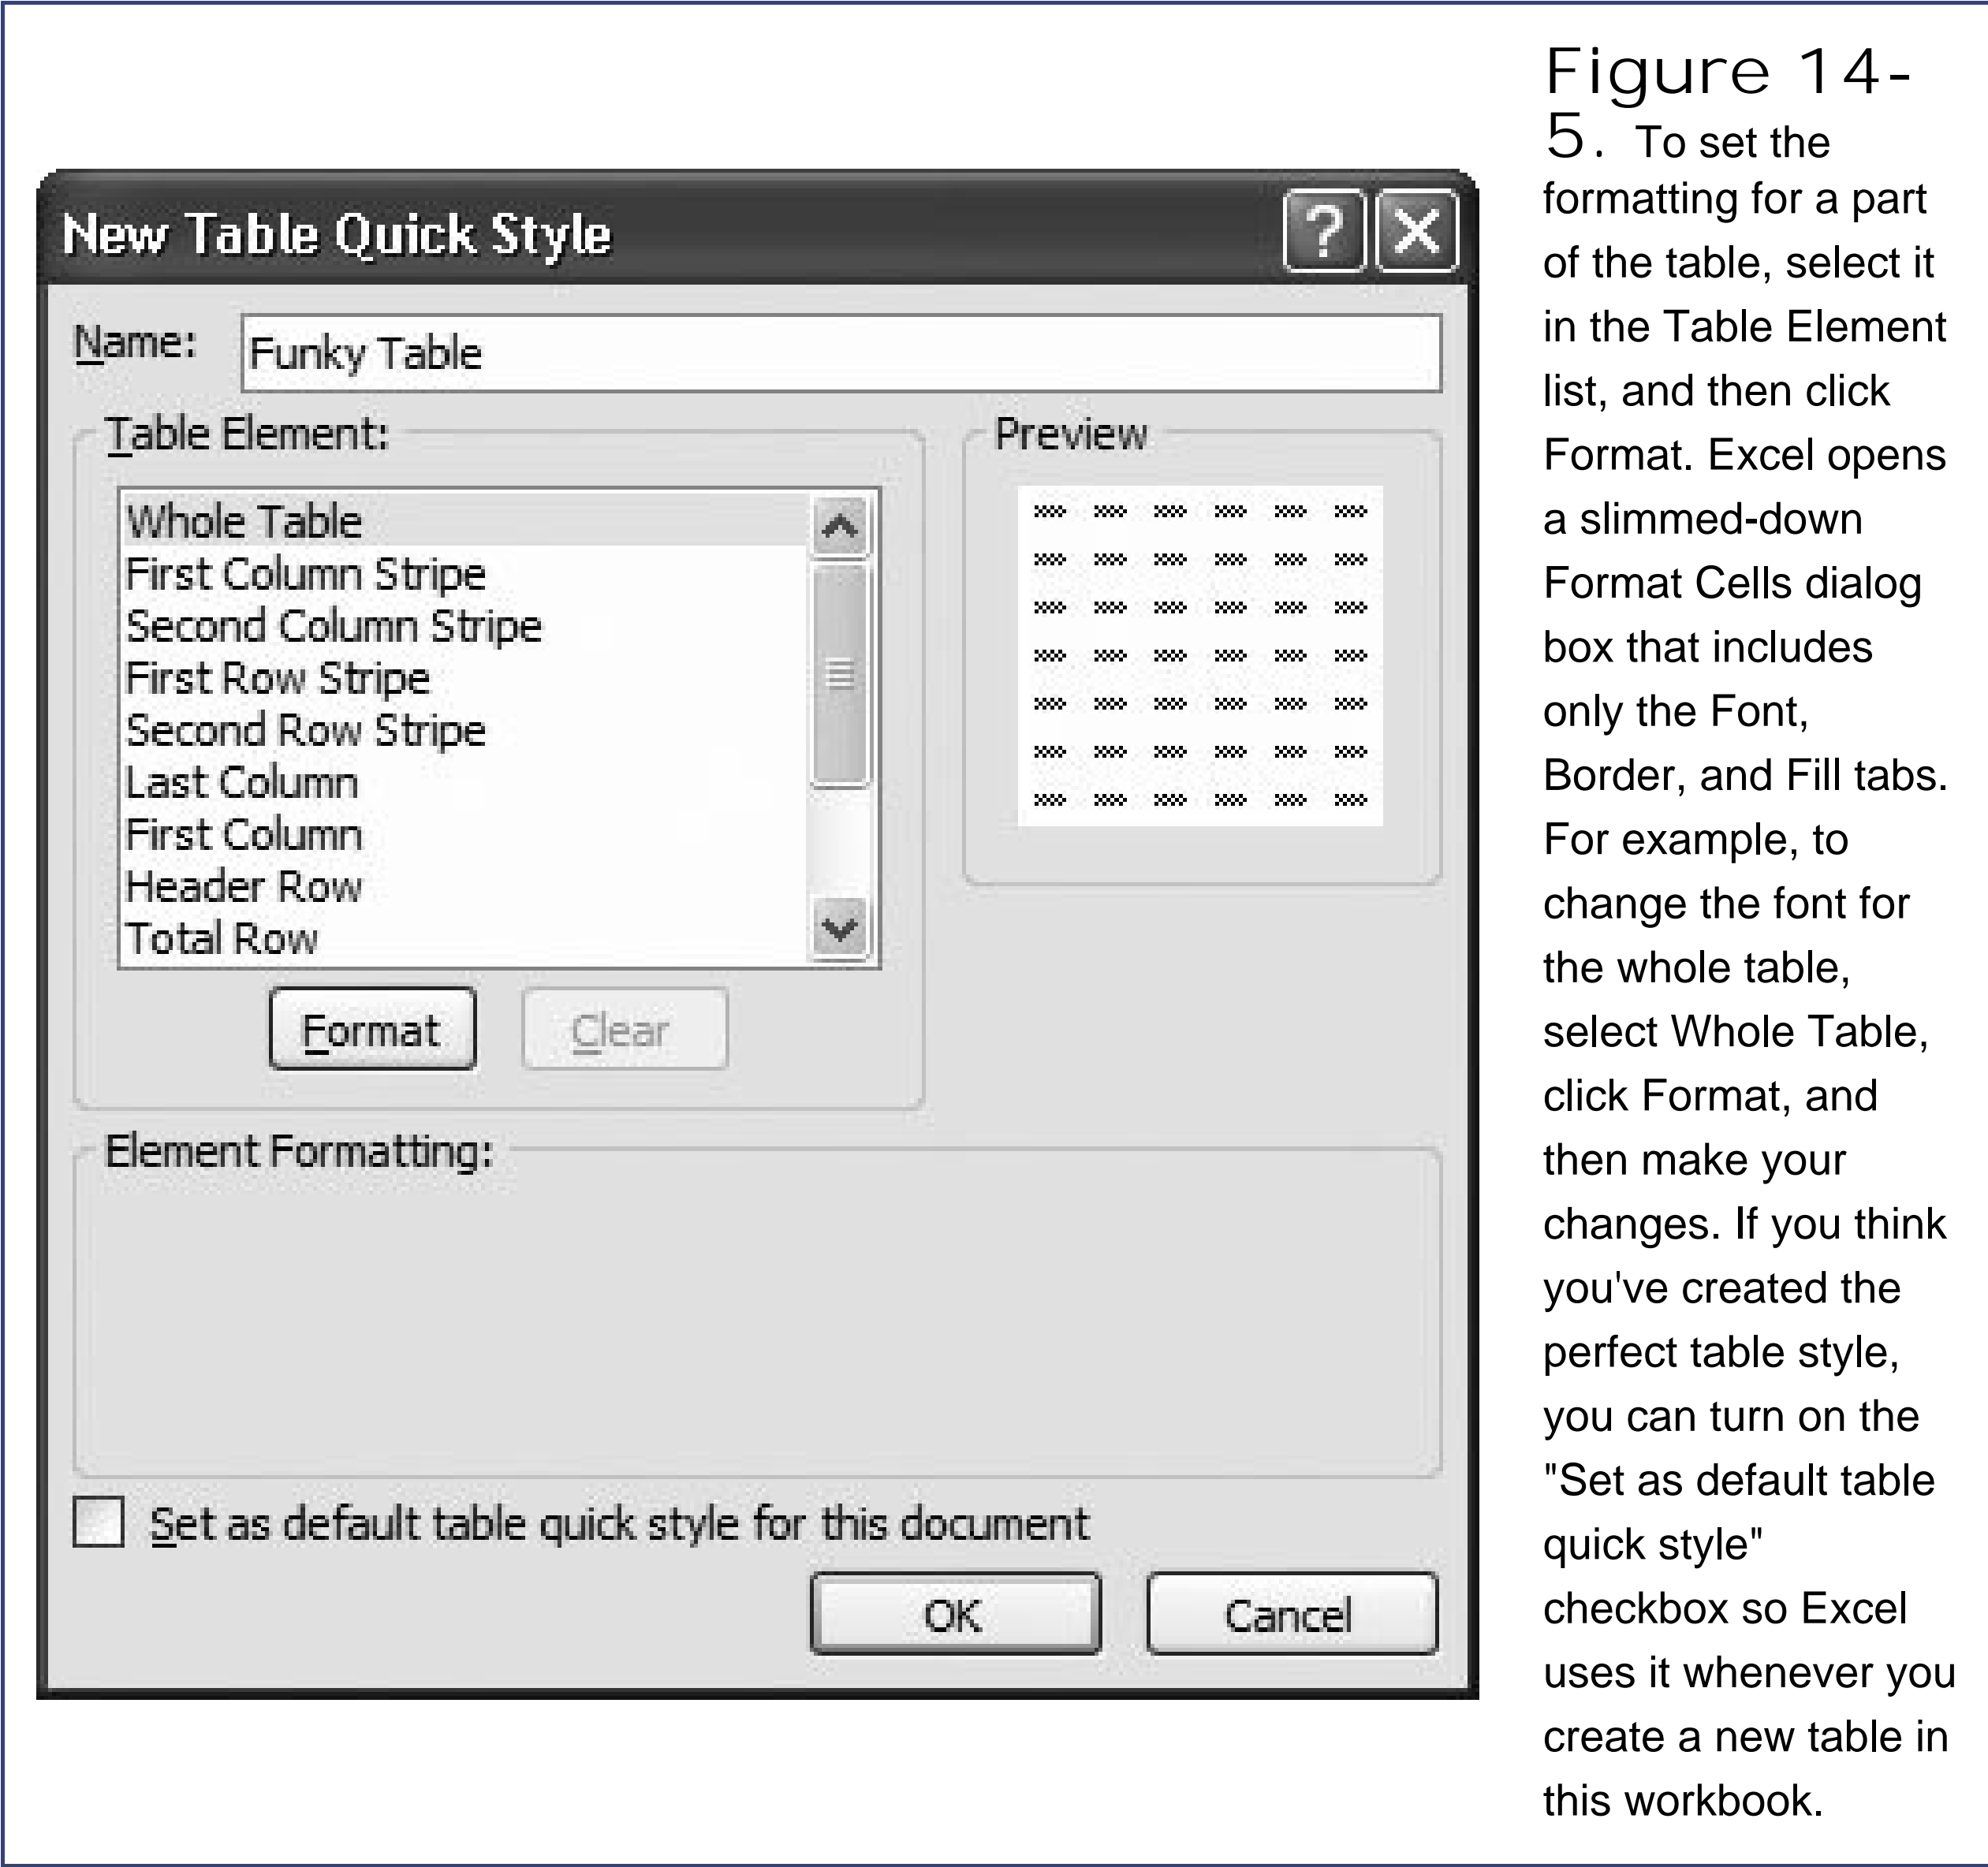 New Table Quick Style
Name: Funky Table
Table Element:
Whole Table
First Column Stripe
Second Column Stripe
First Row Stripe
Second Row Stripe
Last Column
First Column
Header Row
Total Row
Format Clear
Preview
Element Formatting:
Set as default table quick style for this document
OK Cancel
Figure 14-
5. To set the
formatting for a part
of the table, select it
in the Table Element
list, and then click
Format. Excel opens
a slimmed-down
Format Cells dialog
box that includes
only the Font,
Border, and Fill tabs.
For example, to
change the font for
the whole table,
select Whole Table,
click Format, and
then make your
changes. If you think
you've created the
perfect table style,
you can turn on the
"Set as default table
quick style"
checkbox so Excel
uses it whenever you
create a new table in
this workbook.